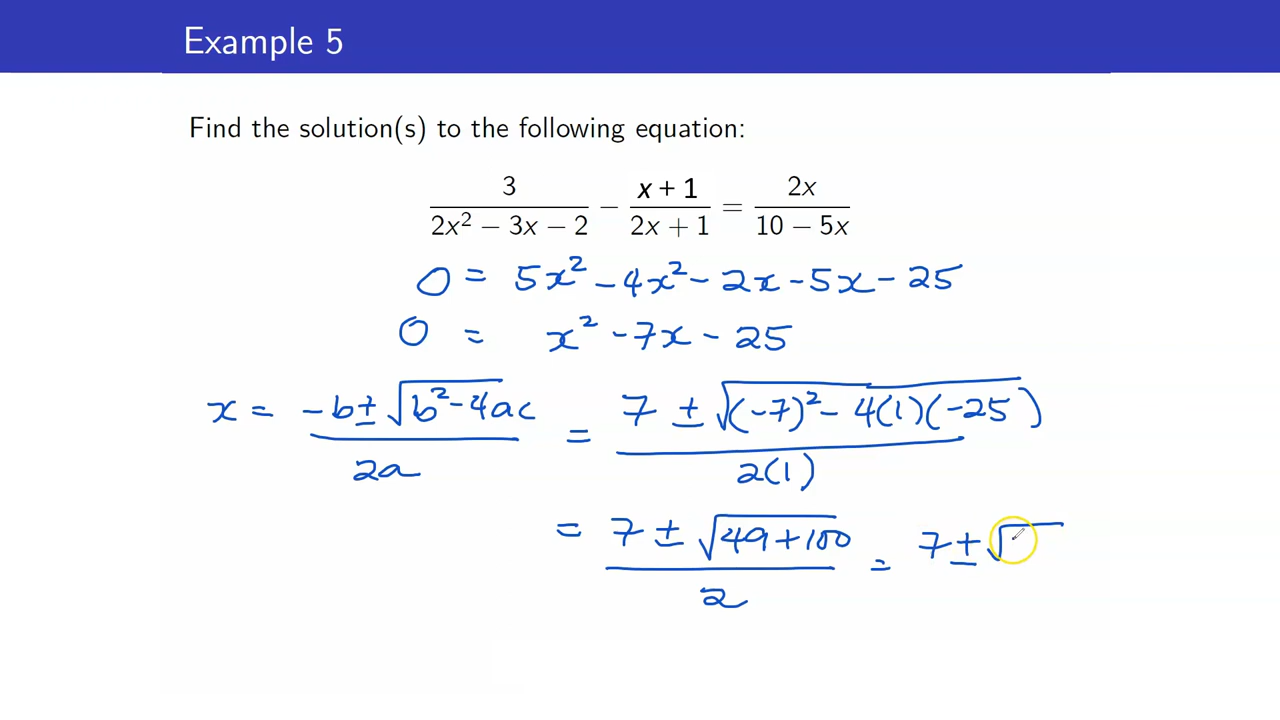 Example 5
Find the solution(s) to the following equation:
3/(2x² − 3x − 2) − (x + 1)/(2x + 1) = 2x/(10 − 5x)
0 = 5x² - 4x² - 2x - 5x - 25
0 = x² - 7x - 25
x = (-b ± √(b² - 4ac))/(2a) = (7 ± √((-7)² - 4(1)(-25)))/(2(1))
= (7 ± √(49+100))/2 = 7 ± √